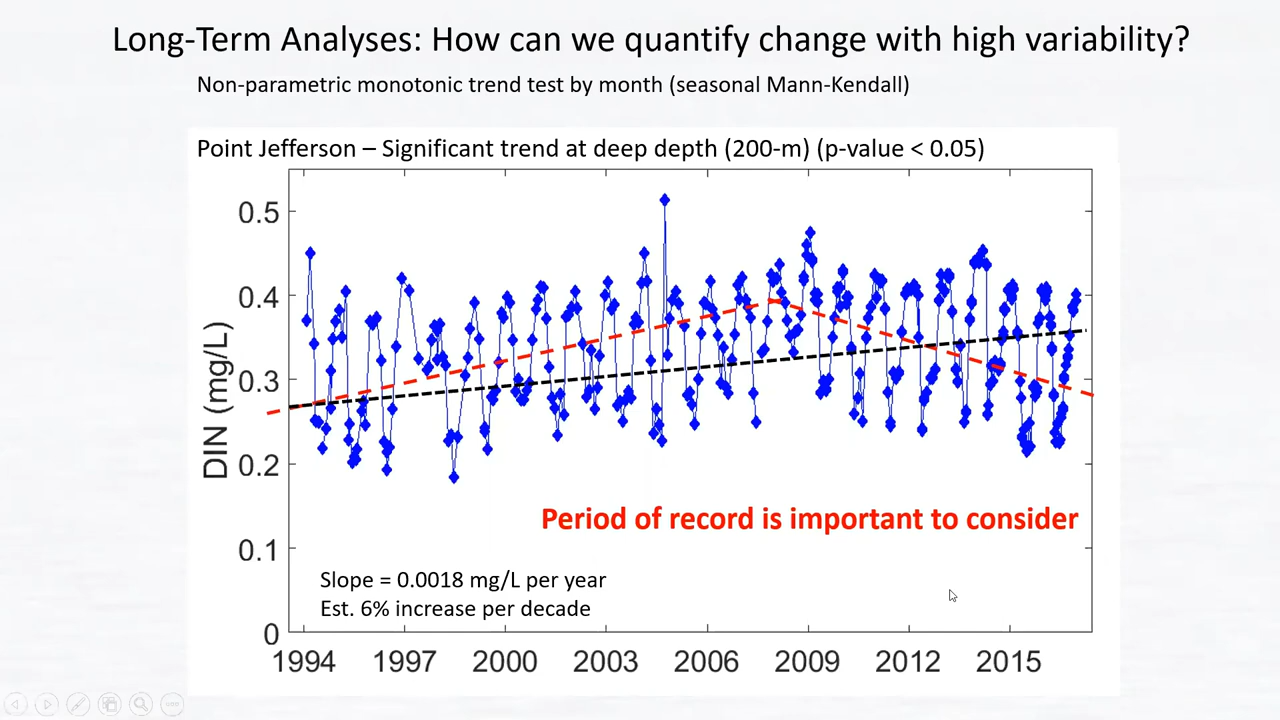 Long-Term Analyses: How can we quantify change with high variability?
Non-parametric monotonic trend test by month (seasonal Mann-Kendall)
Point Jefferson – Significant trend at deep depth (200-m) (p-value < 0.05)
DIN (mg/L)
0.5
0.4
0.3
0.2
0.1
0
Period of record is important to consider
Slope = 0.0018 mg/L per year
Est. 6% increase per decade
1994 1997 2000 2003 2006 2009 2012 2015